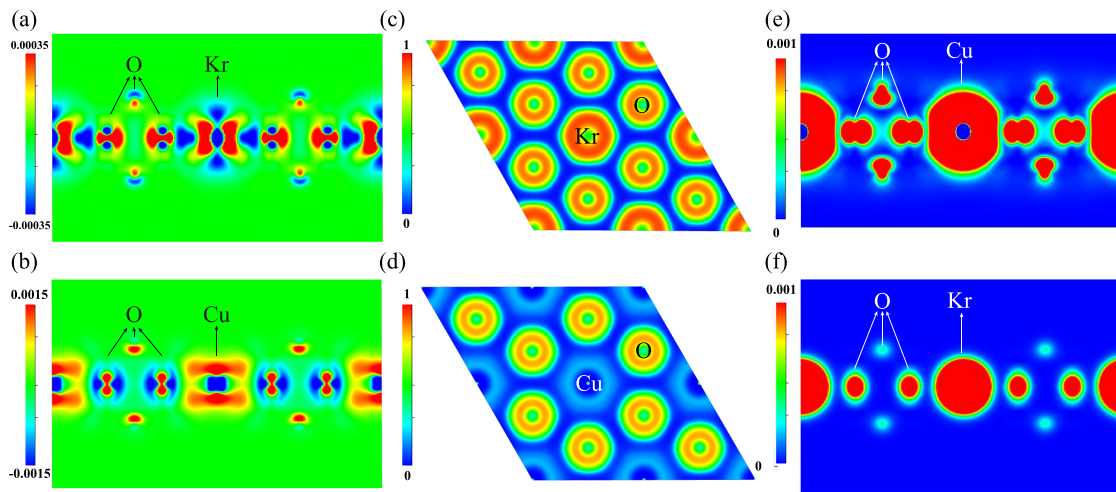 (a)
0.00035
O
Kr
-0.00035
(c)
1
O
Kr
0
(e)
0.001
O
Cu
0
(b)
0.0015
O
Cu
-0.0015
(d)
1
O
Cu
0
(f)
0.001
O
Kr
0
-